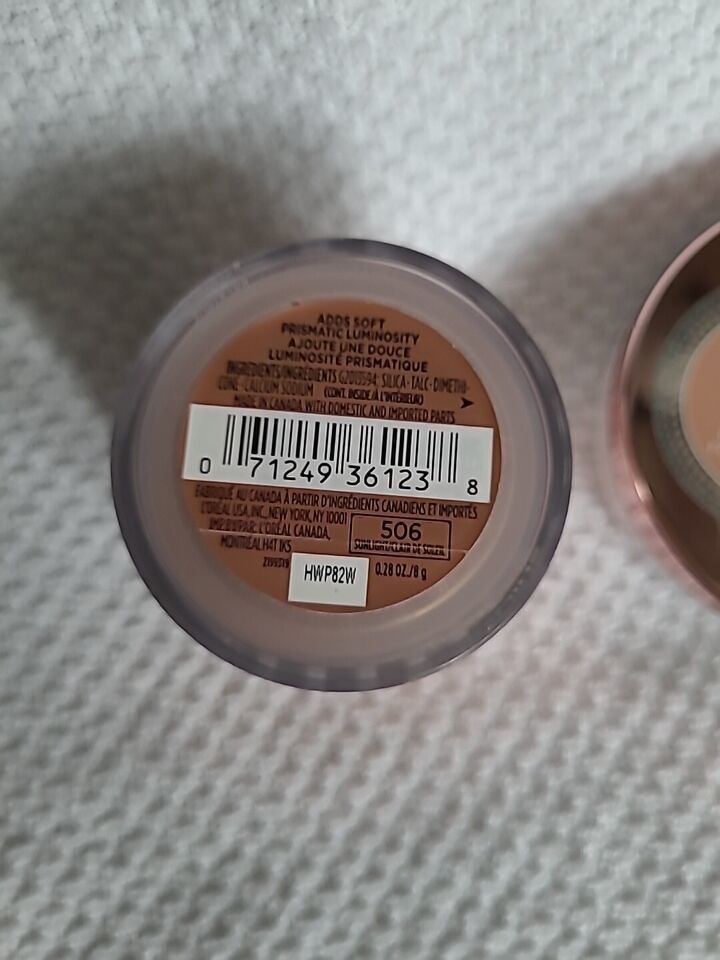 ADDS SOFT
PRISMATIC LUMINOSITY
AJOUTE UNE DOUCE
LUMINOSITÉ PRISMATIQUE
INGREDIENTS/INGRÉDIENTS G2013594: SILICA • TALC • DIMETHI-
CONE • CALCIUM SODIUM (CONT. INSIDE/À L'INTÉRIEUR)
MADE IN CANADA WITH DOMESTIC AND IMPORTED PARTS
0 71249 36123 8
FABRIQUÉ AU CANADA À PARTIR D'INGRÉDIENTS CANADIENS ET IMPORTÉS
L'ORÉAL USA, INC., NEW YORK, NY 10001
IMP. BY/PAR: L'ORÉAL CANADA,
MONTRÉAL H4T 1K5
506
SUNLIGHT/CLAIR DE SOLEIL
HWP82W
0.28 OZ./8 g